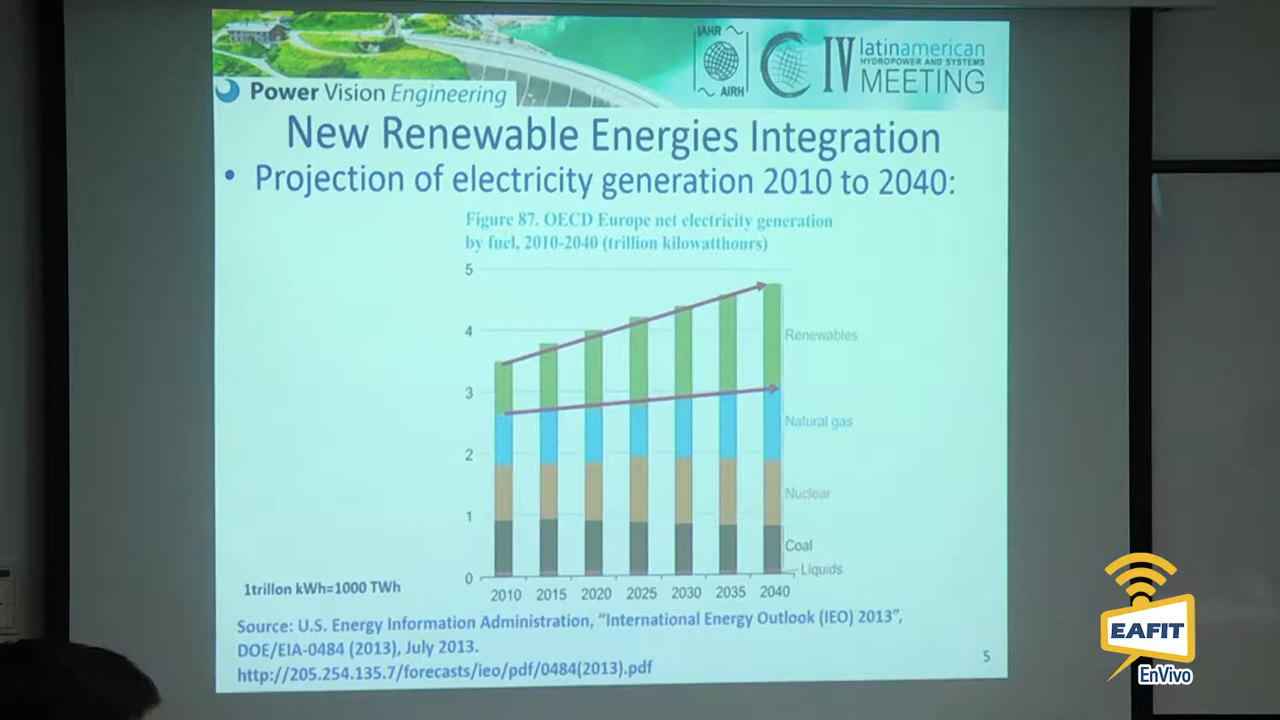 IAHR
AIRH
IV latinamerican
HYDROPOWER AND SYSTEMS
MEETING
Power Vision Engineering
New Renewable Energies Integration
• Projection of electricity generation 2010 to 2040:
Figure 87. OECD Europe net electricity generation
by fuel, 2010-2040 (trillion kilowatthours)
5
4
3
2
1
0
Renewables
Natural gas
Nuclear
Coal
Liquids
2010 2015 2020 2025 2030 2035 2040
1trillon kWh=1000 TWh
Source: U.S. Energy Information Administration, “International Energy Outlook (IEO) 2013”,
DOE/EIA-0484 (2013), July 2013.
http://205.254.135.7/forecasts/ieo/pdf/0484(2013).pdf
5
EAFIT
EnVivo